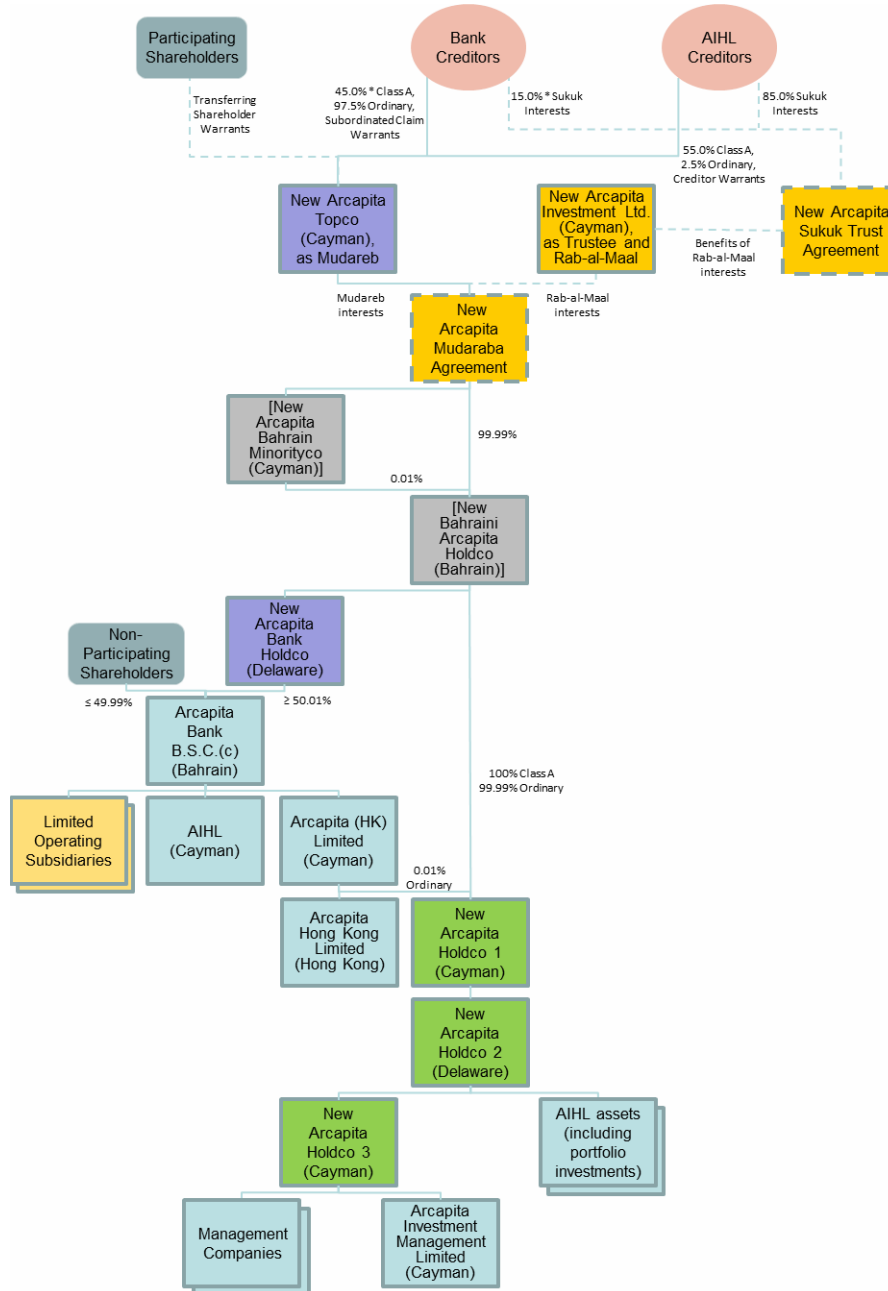 Participating
Shareholders
Bank
Creditors
AIHL
Creditors
Transferring
Shareholder
Warrants
45.0% * Class A,
97.5% Ordinary,
Subordinated Claim
Warrants
15.0% * Sukuk
Interests
85.0% Sukuk
Interests
55.0% Class A,
2.5% Ordinary,
Creditor Warrants
New Arcapita
Topco
(Cayman),
as Mudareb
New Arcapita
Investment Ltd.
(Cayman),
as Trustee and
Rab-al-Maal
New Arcapita
Sukuk Trust
Agreement
Benefits of
Rab-al-Maal
interests
Mudareb
interests
Rab-al-Maal
interests
New
Arcapita
Mudaraba
Agreement
[New
Arcapita
Bahrain
Minorityco
(Cayman)]
99.99%
0.01%
[New
Bahraini
Arcapita
Holdco
(Bahrain)]
Non-
Participating
Shareholders
New
Arcapita
Bank
Holdco
(Delaware)
≤ 49.99%
≥ 50.01%
Arcapita
Bank
B.S.C.(c)
(Bahrain)
100% Class A
99.99% Ordinary
Limited
Operating
Subsidiaries
AIHL
(Cayman)
Arcapita (HK)
Limited
(Cayman)
0.01%
Ordinary
Arcapita
Hong Kong
Limited
(Hong Kong)
New
Arcapita
Holdco 1
(Cayman)
New
Arcapita
Holdco 2
(Delaware)
New
Arcapita
Holdco 3
(Cayman)
AIHL assets
(including
portfolio
investments)
Management
Companies
Arcapita
Investment
Management
Limited
(Cayman)